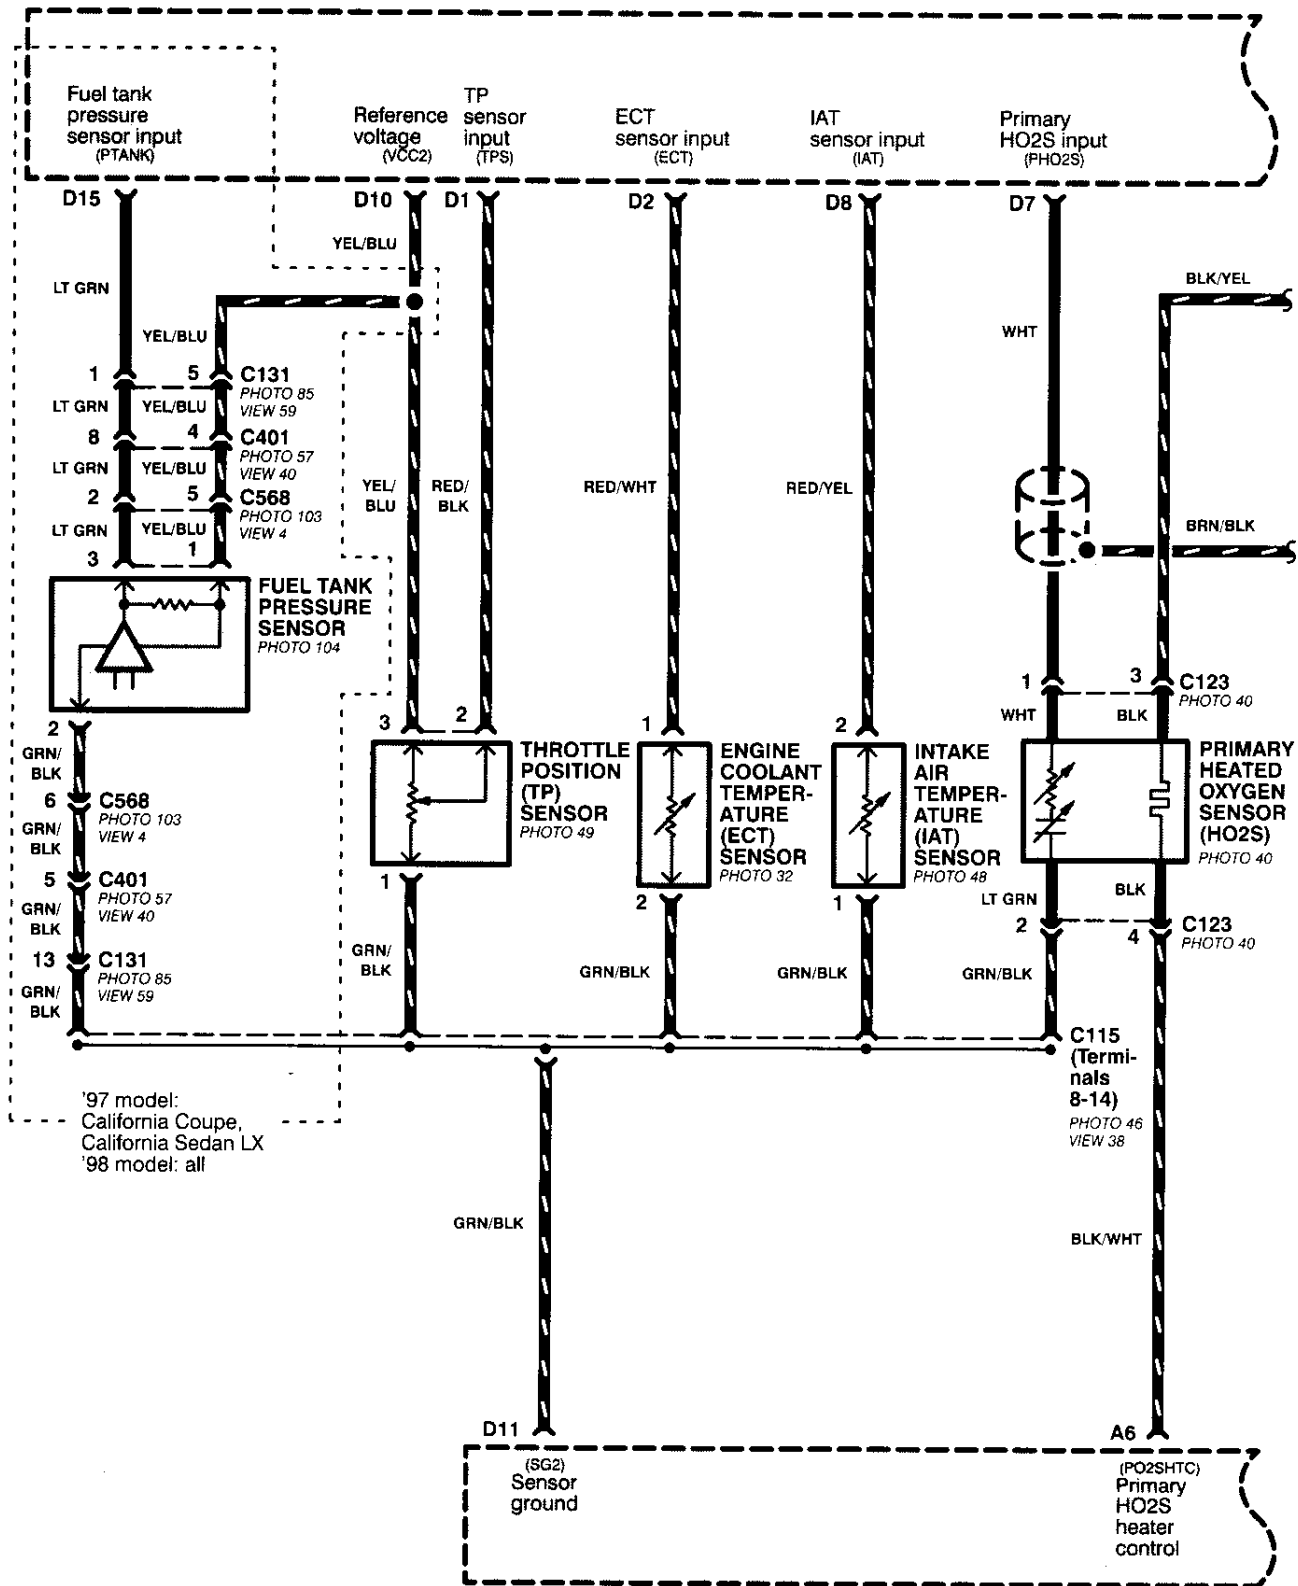 Fuel tank
pressure
sensor input
(PTANK)
Reference
voltage
(VCC2)
TP
sensor
input
(TPS)
ECT
sensor input
(ECT)
IAT
sensor input
(IAT)
Primary
HO2S input
(PHO2S)
D15
D10
D1
D2
D8
D7
YEL/BLU
LT GRN
YEL/BLU
BLK/YEL
WHT
1
5
C131
PHOTO 85
VIEW 59
LT GRN
YEL/BLU
8
4
C401
PHOTO 57
VIEW 40
LT GRN
YEL/BLU
2
5
C568
PHOTO 103
VIEW 4
LT GRN
YEL/BLU
3
1
YEL/
BLU
RED/
BLK
RED/WHT
RED/YEL
BRN/BLK
FUEL TANK
PRESSURE
SENSOR
PHOTO 104
1
3
C123
PHOTO 40
WHT
BLK
2
3
2
1
2
THROTTLE
POSITION
(TP)
SENSOR
PHOTO 49
ENGINE
COOLANT
TEMPER-
ATURE
(ECT)
SENSOR
PHOTO 32
INTAKE
AIR
TEMPER-
ATURE
(IAT)
SENSOR
PHOTO 48
PRIMARY
HEATED
OXYGEN
SENSOR
(HO2S)
PHOTO 40
GRN/
BLK
6
C568
PHOTO 103
VIEW 4
GRN/
BLK
5
C401
PHOTO 57
VIEW 40
GRN/
BLK
13
C131
PHOTO 85
VIEW 59
GRN/
BLK
1
2
1
LT GRN
BLK
2
4
C123
PHOTO 40
GRN/
BLK
GRN/BLK
GRN/BLK
GRN/BLK
C115
(Termi-
nals
8-14)
PHOTO 46
VIEW 38
'97 model:
California Coupe,
California Sedan LX
'98 model: all
GRN/BLK
BLK/WHT
D11
A6
(SG2)
Sensor
ground
(PO2SHTC)
Primary
HO2S
heater
control